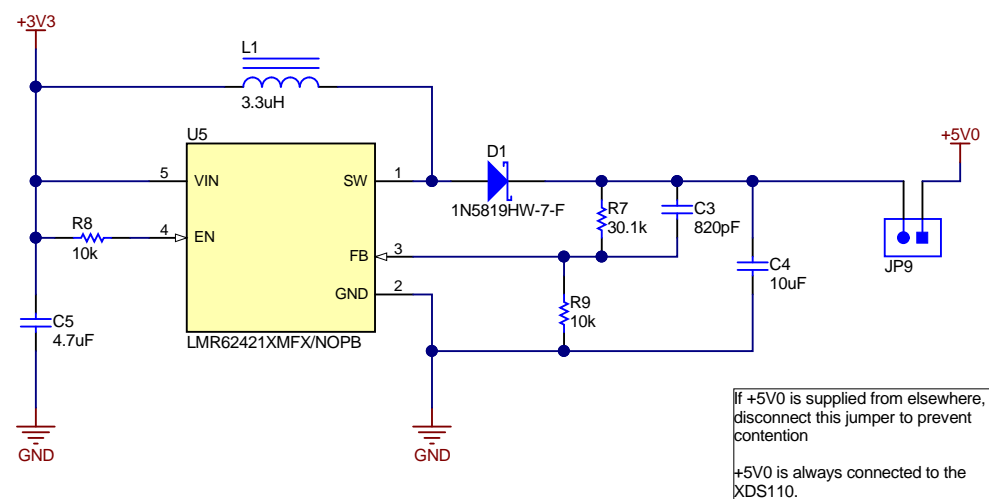 +3V3
L1
3.3uH
U5
5
VIN
SW
1
D1
1N5819HW-7-F
+5V0
R8
10k
4
EN
R7
30.1k
C3
820pF
FB
3
JP9
C4
10uF
GND
2
R9
10k
C5
4.7uF
LMR62421XMFX/NOPB
GND
GND
If +5V0 is supplied from elsewhere,
disconnect this jumper to prevent
contention
+5V0 is always connected to the
XDS110.